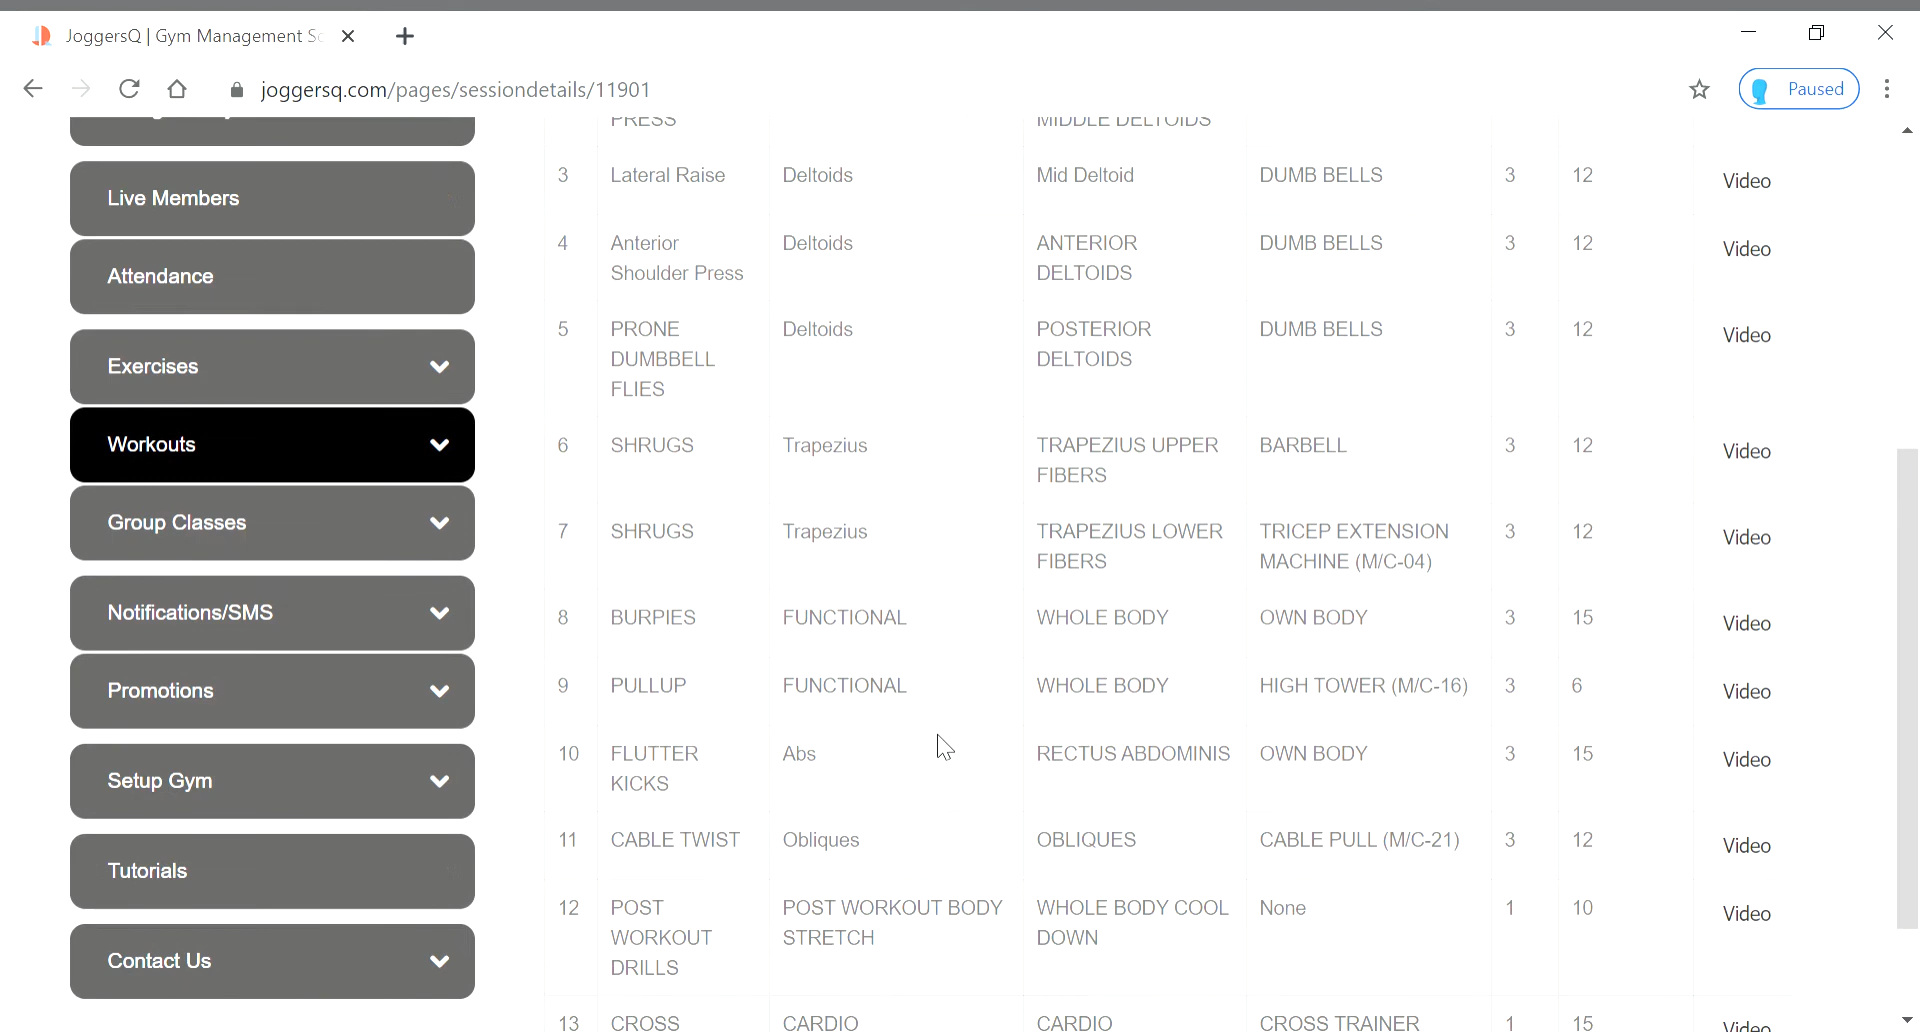 JoggersQ | Gym Management So
joggersq.com/pages/sessiondetails/11901
Paused
PRESS MIDDLE DELTOIDS
Live Members
Attendance
Exercises
Workouts
Group Classes
Notifications/SMS
Promotions
Setup Gym
Tutorials
Contact Us
3 Lateral Raise Deltoids Mid Deltoid DUMB BELLS 3 12 Video
4 Anterior Deltoids ANTERIOR DUMB BELLS 3 12 Video
Shoulder Press DELTOIDS
5 PRONE Deltoids POSTERIOR DUMB BELLS 3 12 Video
DUMBBELL DELTOIDS
FLIES
6 SHRUGS Trapezius TRAPEZIUS UPPER BARBELL 3 12 Video
FIBERS
7 SHRUGS Trapezius TRAPEZIUS LOWER TRICEP EXTENSION 3 12 Video
FIBERS MACHINE (M/C-04)
8 BURPIES FUNCTIONAL WHOLE BODY OWN BODY 3 15 Video
9 PULLUP FUNCTIONAL WHOLE BODY HIGH TOWER (M/C-16) 3 6 Video
10 FLUTTER Abs RECTUS ABDOMINIS OWN BODY 3 15 Video
KICKS
11 CABLE TWIST Obliques OBLIQUES CABLE PULL (M/C-21) 3 12 Video
12 POST POST WORKOUT BODY WHOLE BODY COOL None 1 10 Video
WORKOUT STRETCH DOWN
DRILLS
13 CROSS CARDIO CARDIO CROSS TRAINER 1 15 Video